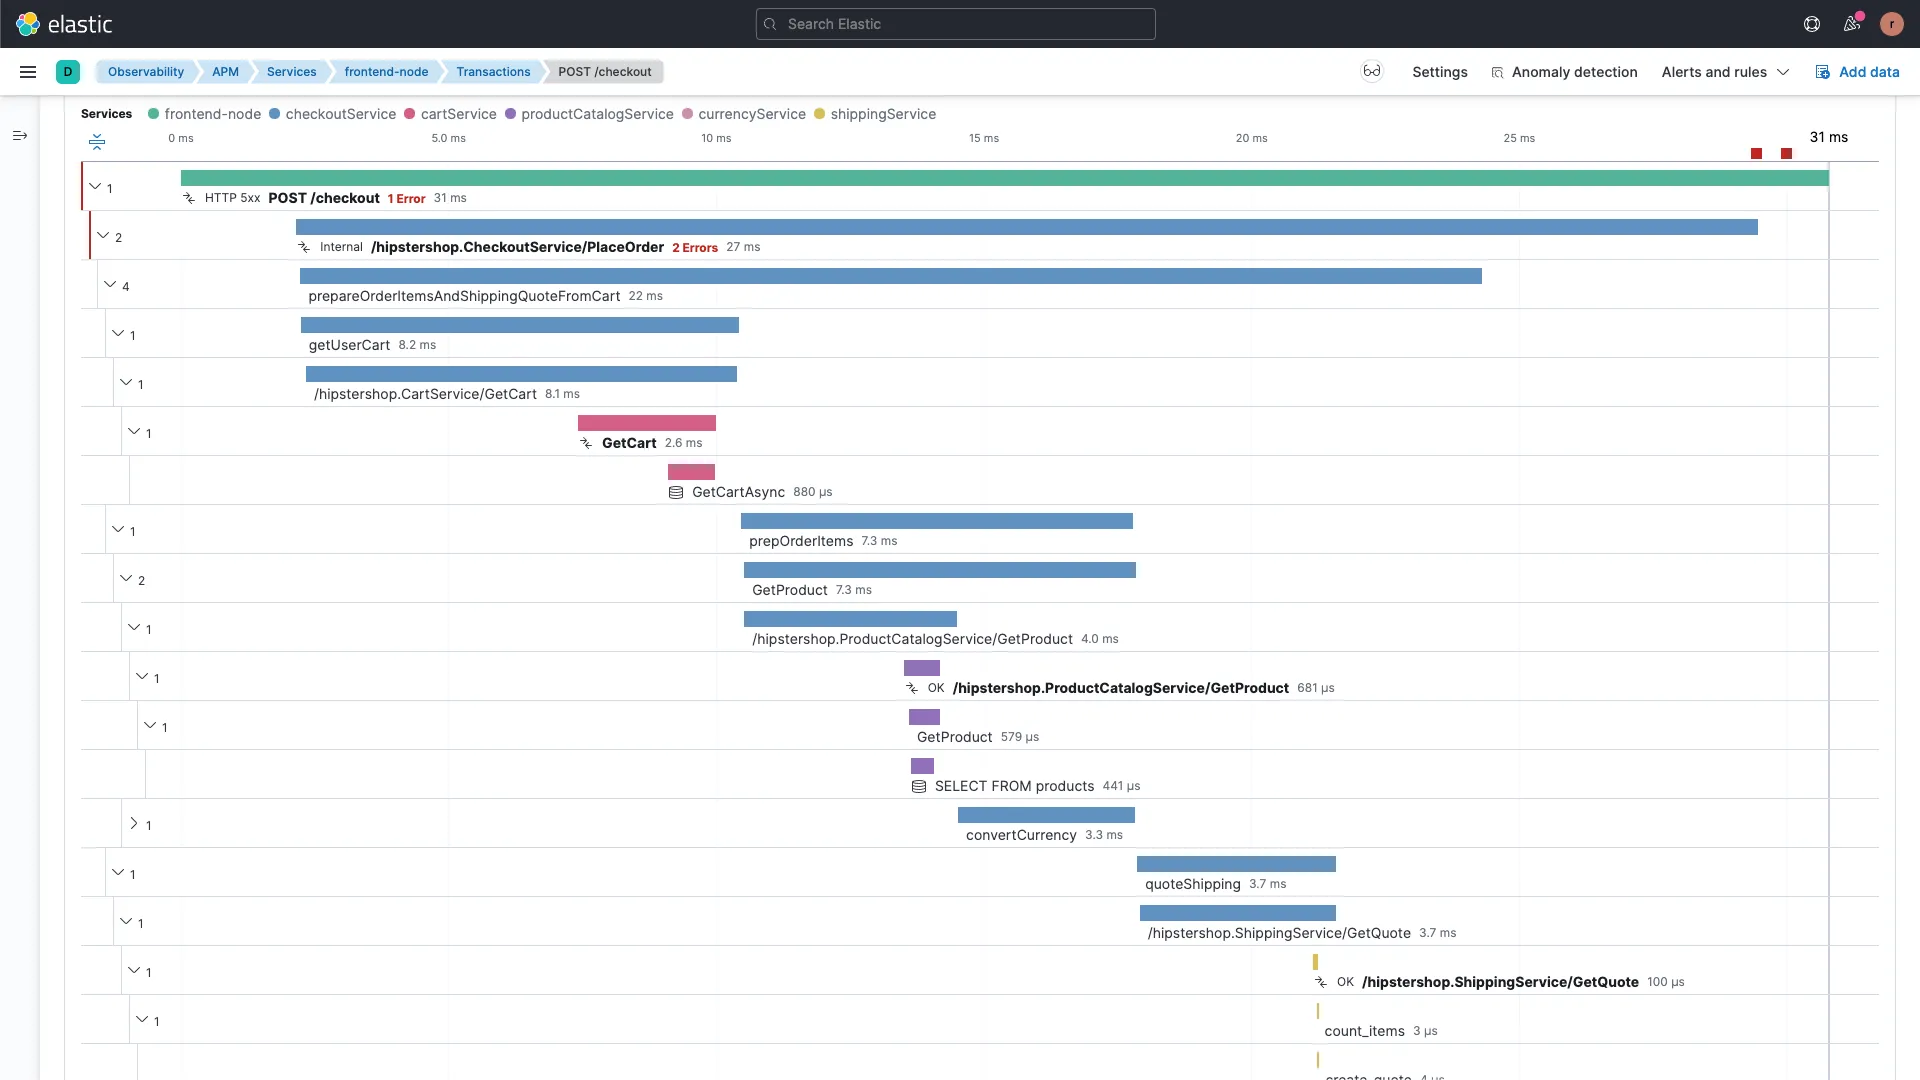 elastic
Search Elastic
r
D
Observability
APM
Services
frontend-node
Transactions
POST /checkout
Settings
Anomaly detection
Alerts and rules
Add data
Services frontend-node checkoutService cartService productCatalogService currencyService shippingService
0 ms 5.0 ms 10 ms 15 ms 20 ms 25 ms 31 ms
1
HTTP 5xx POST /checkout 1 Error 31 ms
2
Internal /hipstershop.CheckoutService/PlaceOrder 2 Errors 27 ms
4
prepareOrderItemsAndShippingQuoteFromCart 22 ms
1
getUserCart 8.2 ms
1
/hipstershop.CartService/GetCart 8.1 ms
1
GetCart 2.6 ms
GetCartAsync 880 μs
1
prepOrderItems 7.3 ms
2
GetProduct 7.3 ms
1
/hipstershop.ProductCatalogService/GetProduct 4.0 ms
1
OK /hipstershop.ProductCatalogService/GetProduct 681 μs
1
GetProduct 579 μs
SELECT FROM products 441 μs
1
convertCurrency 3.3 ms
1
quoteShipping 3.7 ms
1
/hipstershop.ShippingService/GetQuote 3.7 ms
1
OK /hipstershop.ShippingService/GetQuote 100 μs
1
count_items 3 μs
create_quote 4 μs